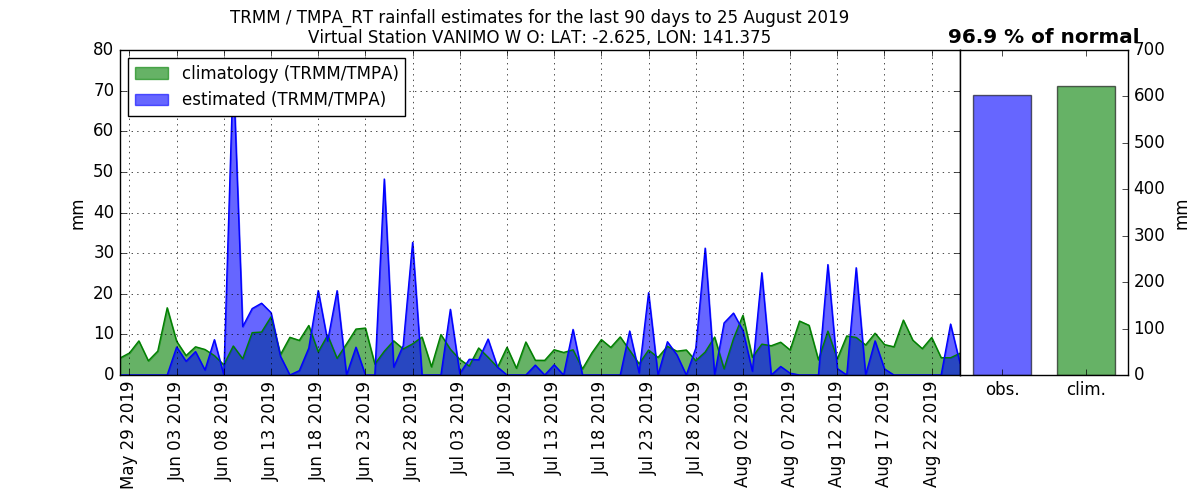 TRMM / TMPA_RT rainfall estimates for the last 90 days to 25 August 2019
Virtual Station VANIMO W O: LAT: -2.625, LON: 141.375
96.9 % of normal
climatology (TRMM/TMPA)
estimated (TRMM/TMPA)
80
70
60
50
40
30
20
10
0
mm
700
600
500
400
300
200
100
0
mm
May 29 2019
Jun 03 2019
Jun 08 2019
Jun 13 2019
Jun 18 2019
Jun 23 2019
Jun 28 2019
Jul 03 2019
Jul 08 2019
Jul 13 2019
Jul 18 2019
Jul 23 2019
Jul 28 2019
Aug 02 2019
Aug 07 2019
Aug 12 2019
Aug 17 2019
Aug 22 2019
obs.
clim.